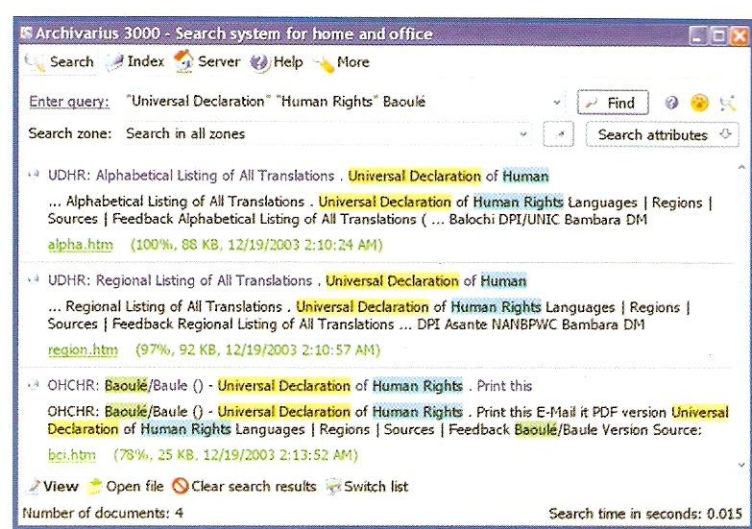 Archivarius 3000 - Search system for home and office
Search Index Server Help More
Enter query: "Universal Declaration" "Human Rights" Baoulé Find
Search zone: Search in all zones Search attributes
UDHR: Alphabetical Listing of All Translations . Universal Declaration of Human
... Alphabetical Listing of All Translations . Universal Declaration of Human Rights Languages | Regions |
Sources | Feedback Alphabetical Listing of All Translations ( ... Balochi DPI/UNIC Bambara DM
alpha.htm (100%, 88 KB, 12/19/2003 2:10:24 AM)
UDHR: Regional Listing of All Translations . Universal Declaration of Human
... Regional Listing of All Translations . Universal Declaration of Human Rights Languages | Regions |
Sources | Feedback Regional Listing of All Translations ... DPI Asante NANBPWC Bambara DM
region.htm (97%, 92 KB, 12/19/2003 2:10:57 AM)
OHCHR: Baoulé/Baule () - Universal Declaration of Human Rights . Print this
OHCHR: Baoulé/Baule () - Universal Declaration of Human Rights . Print this E-Mail it PDF version Universal
Declaration of Human Rights Languages | Regions | Sources | Feedback Baoulé/Baule Version Source:
bci.htm (78%, 25 KB, 12/19/2003 2:13:52 AM)
View Open file Clear search results Switch list
Number of documents: 4 Search time in seconds: 0.015